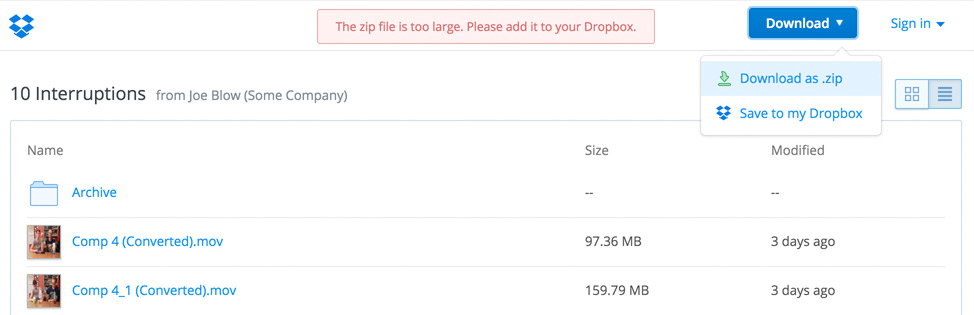 The zip file is too large. Please add it to your Dropbox.
Download
Sign in
Download as .zip
Save to my Dropbox
10 Interruptions from Joe Blow (Some Company)
Name Size Modified
Archive -- --
Comp 4 (Converted).mov 97.36 MB 3 days ago
Comp 4_1 (Converted).mov 159.79 MB 3 days ago